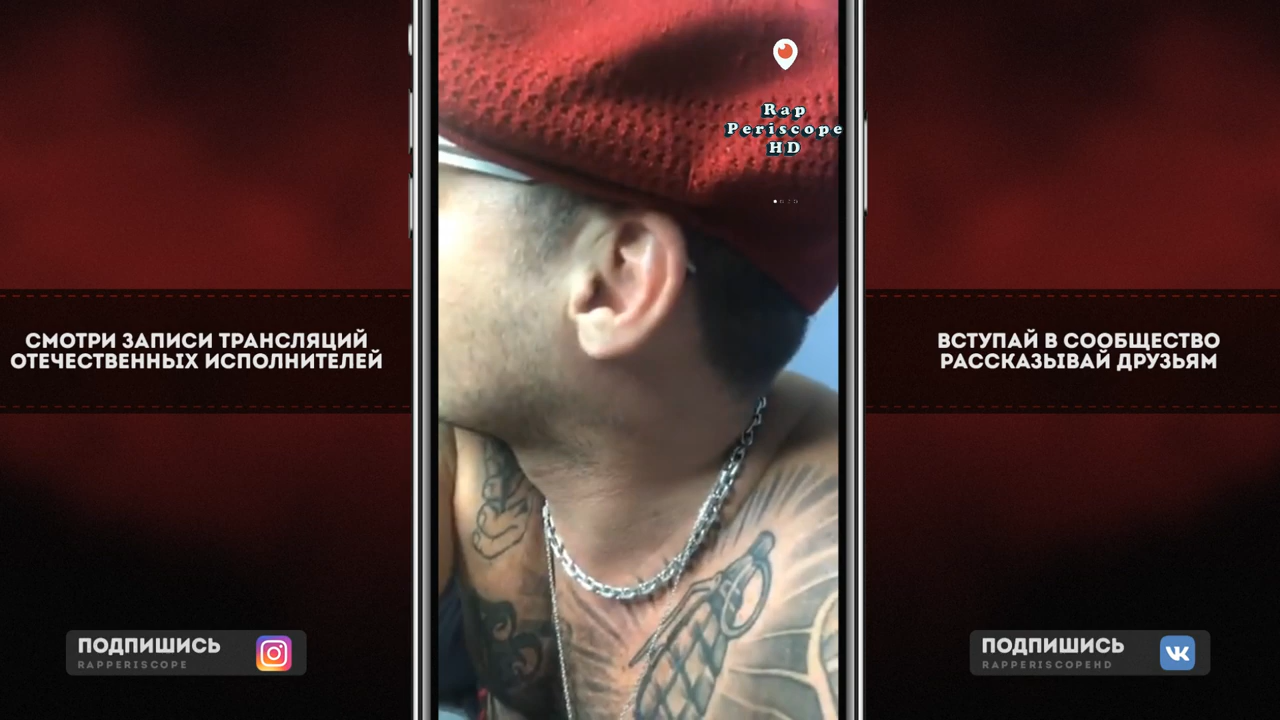 Rap
Periscope
HD
СМОТРИ ЗАПИСИ ТРАНСЛЯЦИЙ
ОТЕЧЕСТВЕННЫХ ИСПОЛНИТЕЛЕЙ
ВСТУПАЙ В СООБЩЕСТВО
РАССКАЗЫВАЙ ДРУЗЬЯМ
ПОДПИШИСЬ
RAPPERISCOPE
ПОДПИШИСЬ
RAPPERISCOPEHD